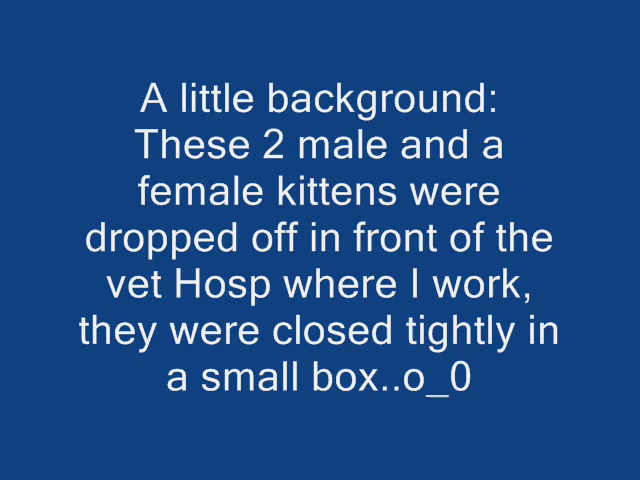 A little background:
These 2 male and a
female kittens were
dropped off in front of the
vet Hosp where I work,
they were closed tightly in
a small box..o_0